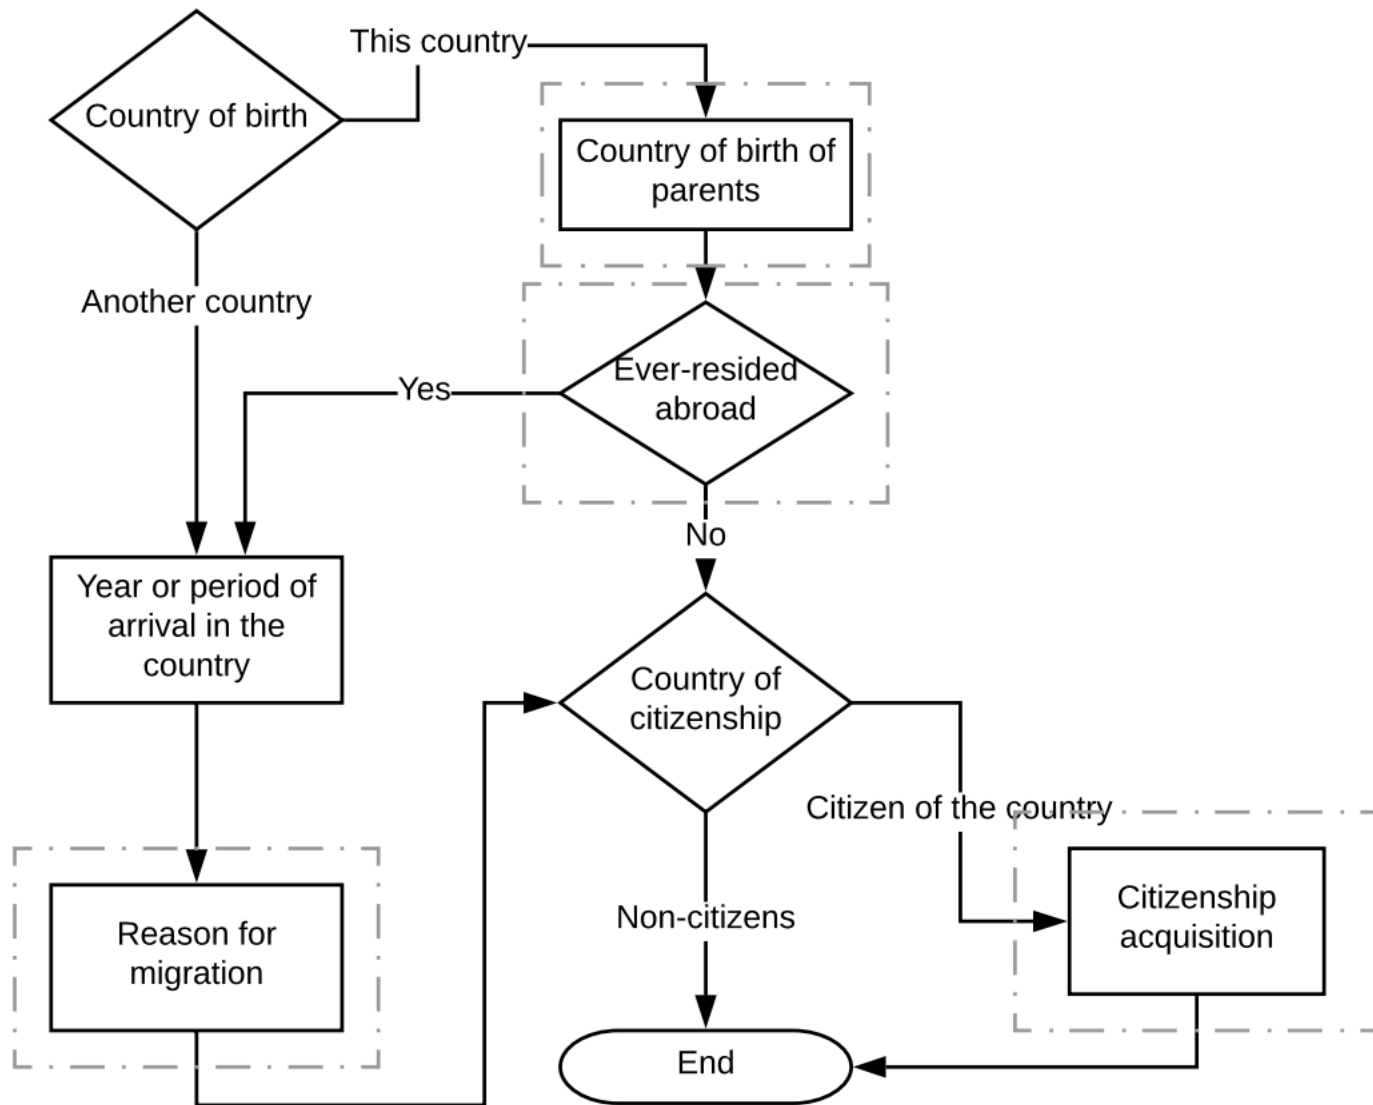 This country
Country of birth
Country of birth of
parents
Another country
Ever-resided
abroad
Yes
No
Year or period of
arrival in the
country
Country of
citizenship
Citizen of the country
Citizenship
acquisition
Non-citizens
Reason for
migration
End